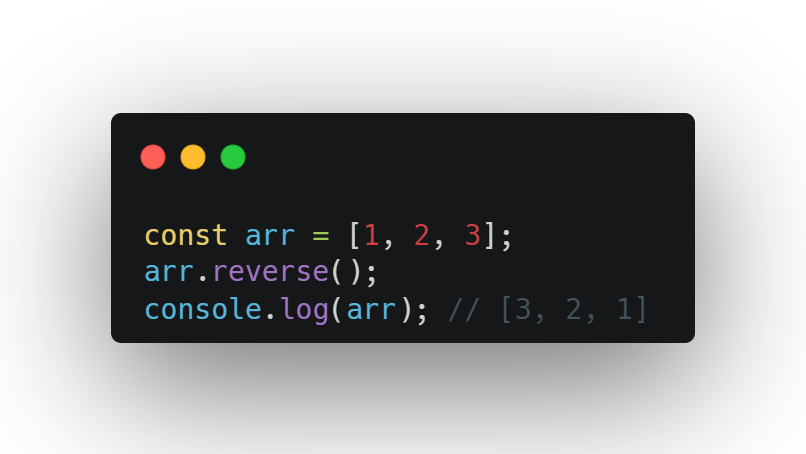 const arr = [1, 2, 3];
arr.reverse();
console.log(arr); // [3, 2, 1]